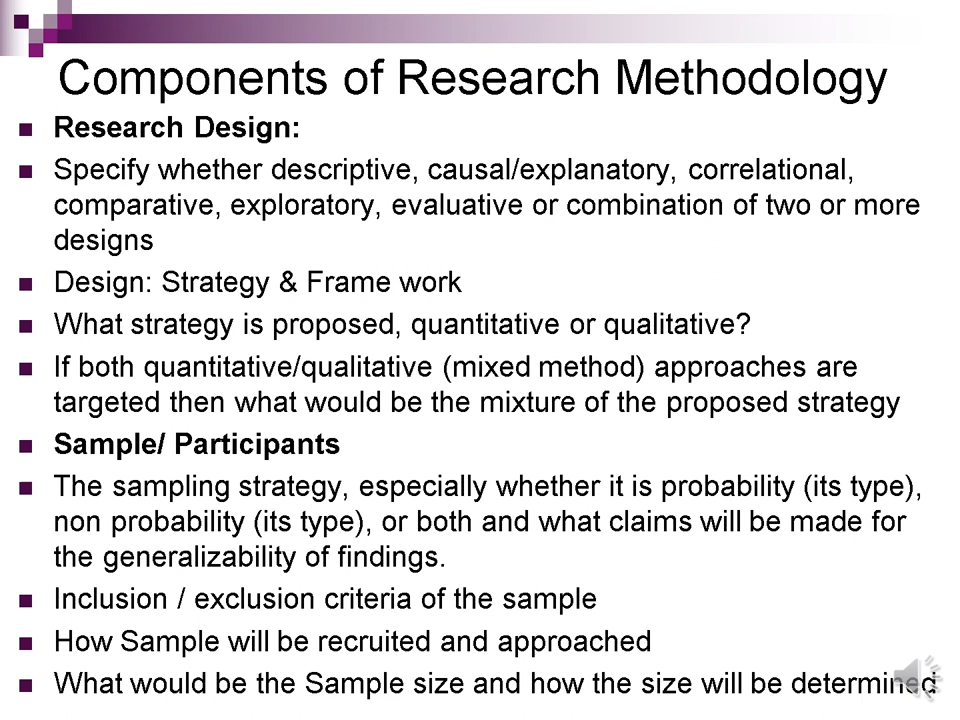 Components of Research Methodology
Research Design:
Specify whether descriptive, causal/explanatory, correlational,
comparative, exploratory, evaluative or combination of two or more
designs
Design: Strategy & Frame work
What strategy is proposed, quantitative or qualitative?
If both quantitative/qualitative (mixed method) approaches are
targeted then what would be the mixture of the proposed strategy
Sample/ Participants
The sampling strategy, especially whether it is probability (its type),
non probability (its type), or both and what claims will be made for
the generalizability of findings.
Inclusion / exclusion criteria of the sample
How Sample will be recruited and approached
What would be the Sample size and how the size will be determined